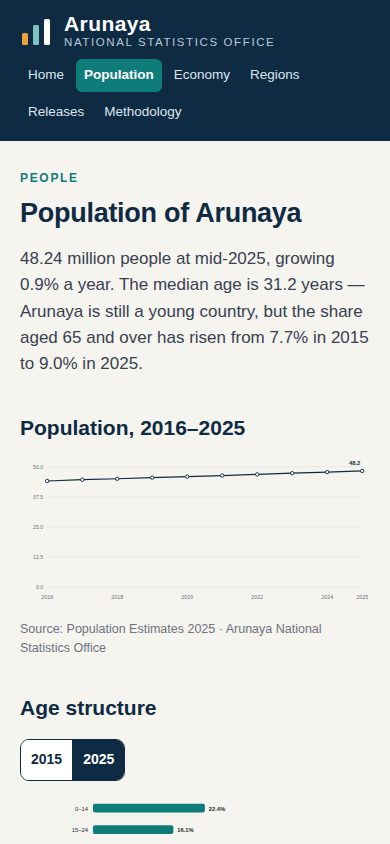 Arunaya
NATIONAL STATISTICS OFFICE
Home Population Economy Regions
Releases Methodology
PEOPLE
Population of Arunaya
48.24 million people at mid-2025, growing
0.9% a year. The median age is 31.2 years —
Arunaya is still a young country, but the share
aged 65 and over has risen from 7.7% in 2015
to 9.0% in 2025.
Population, 2016–2025
48.2
50.0
37.5
25.0
12.5
0.0
2016 2018 2020 2022 2024 2025
Source: Population Estimates 2025 · Arunaya National
Statistics Office
Age structure
2015 2025
0–14 22.4%
15–24 16.1%